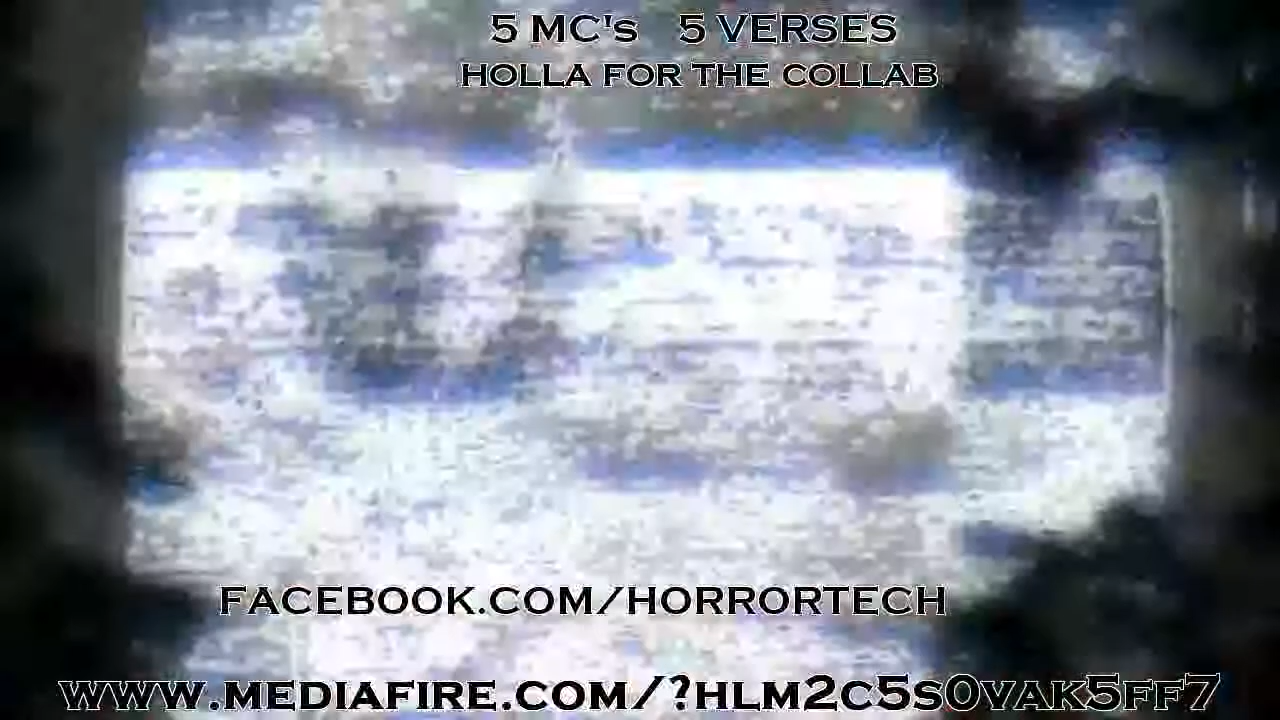 5 MC's 5 VERSES
HOLLA FOR THE COLLAB
FACEBOOK.COM/HORRORTECH
WWW.MEDIAFIRE.COM/?HLM2C5S0VAK5FF7